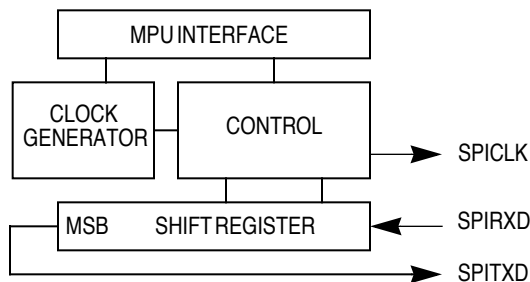 MPU INTERFACE
CLOCK
GENERATOR
CONTROL
SPICLK
MSB SHIFT REGISTER
SPIRXD
SPITXD